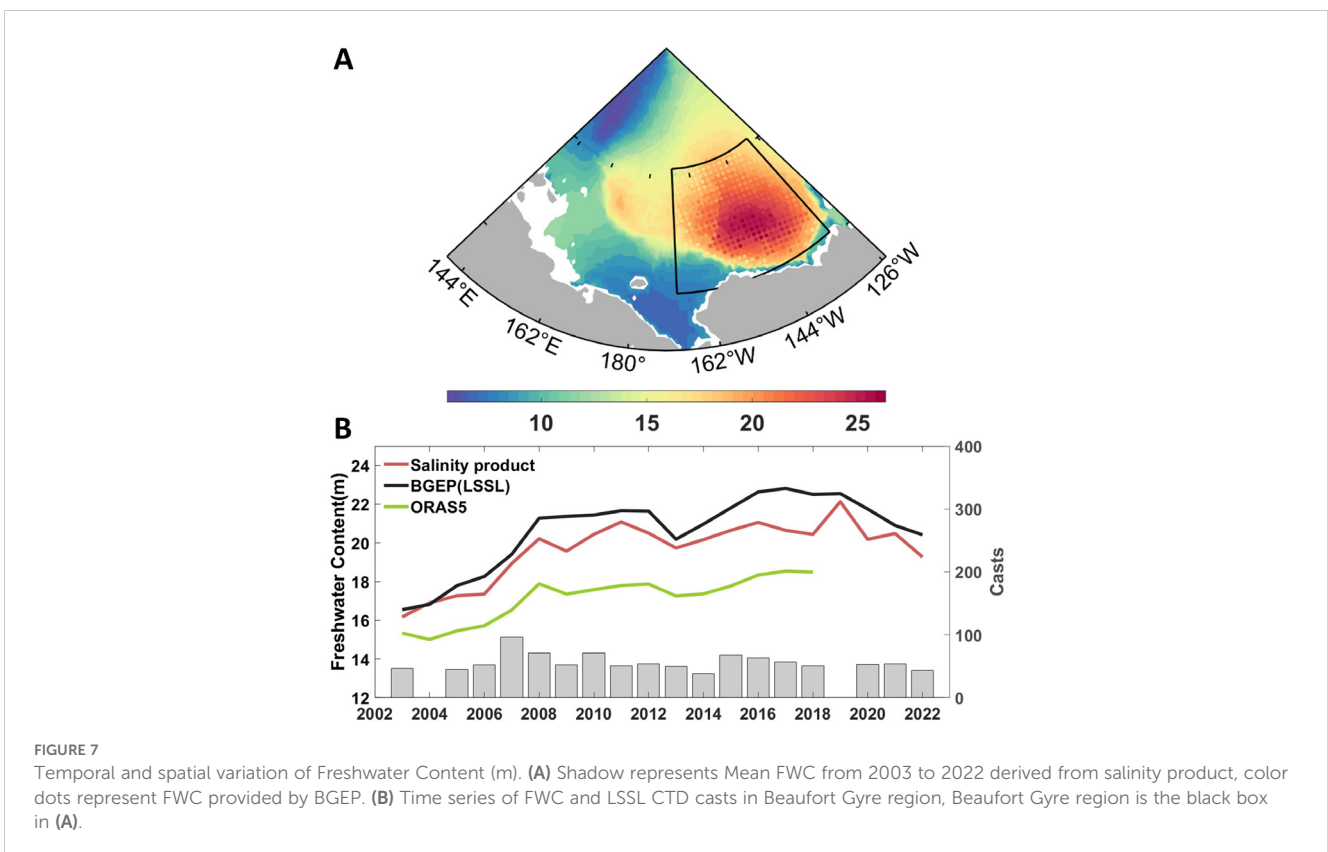 A
144°E
162°E
180°
162°W
144°W
126°W
10 15 20 25
B
400
24
Salinity product
BGEP(LSSL)
22
ORAS5
300
20
18
200
16
100
14
12
0
Freshwater Content(m)
Casts
2002 2004 2006 2008 2010 2012 2014 2016 2018 2020 2022
FIGURE 7
Temporal and spatial variation of Freshwater Content (m). (A) Shadow represents Mean FWC from 2003 to 2022 derived from salinity product, color
dots represent FWC provided by BGEP. (B) Time series of FWC and LSSL CTD casts in Beaufort Gyre region, Beaufort Gyre region is the black box
in (A).